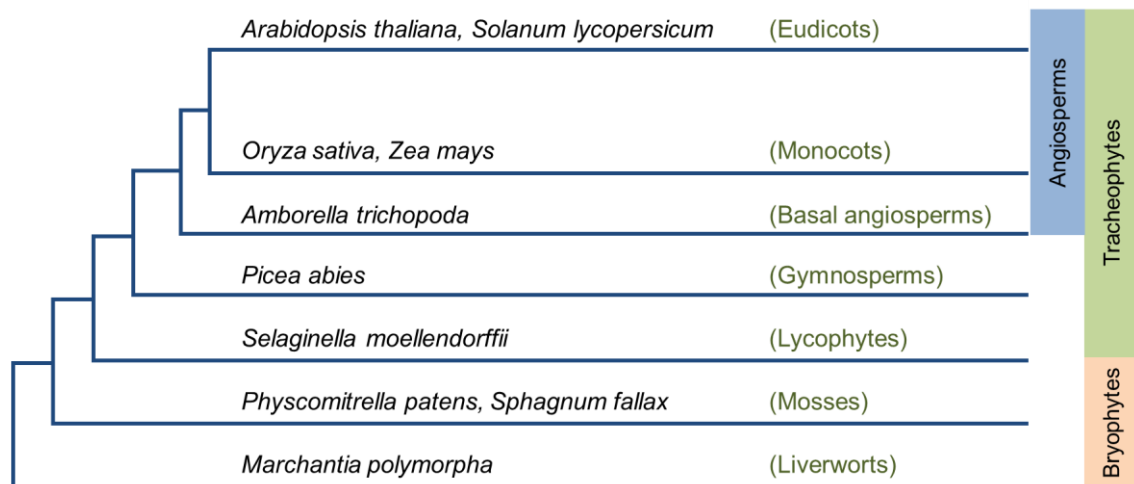 Arabidopsis thaliana, Solanum lycopersicum (Eudicots)
Oryza sativa, Zea mays (Monocots)
Amborella trichopoda (Basal angiosperms)
Picea abies (Gymnosperms)
Selaginella moellendorffii (Lycophytes)
Physcomitrella patens, Sphagnum fallax (Mosses)
Marchantia polymorpha (Liverworts)
Angiosperms
Tracheophytes
Bryophytes